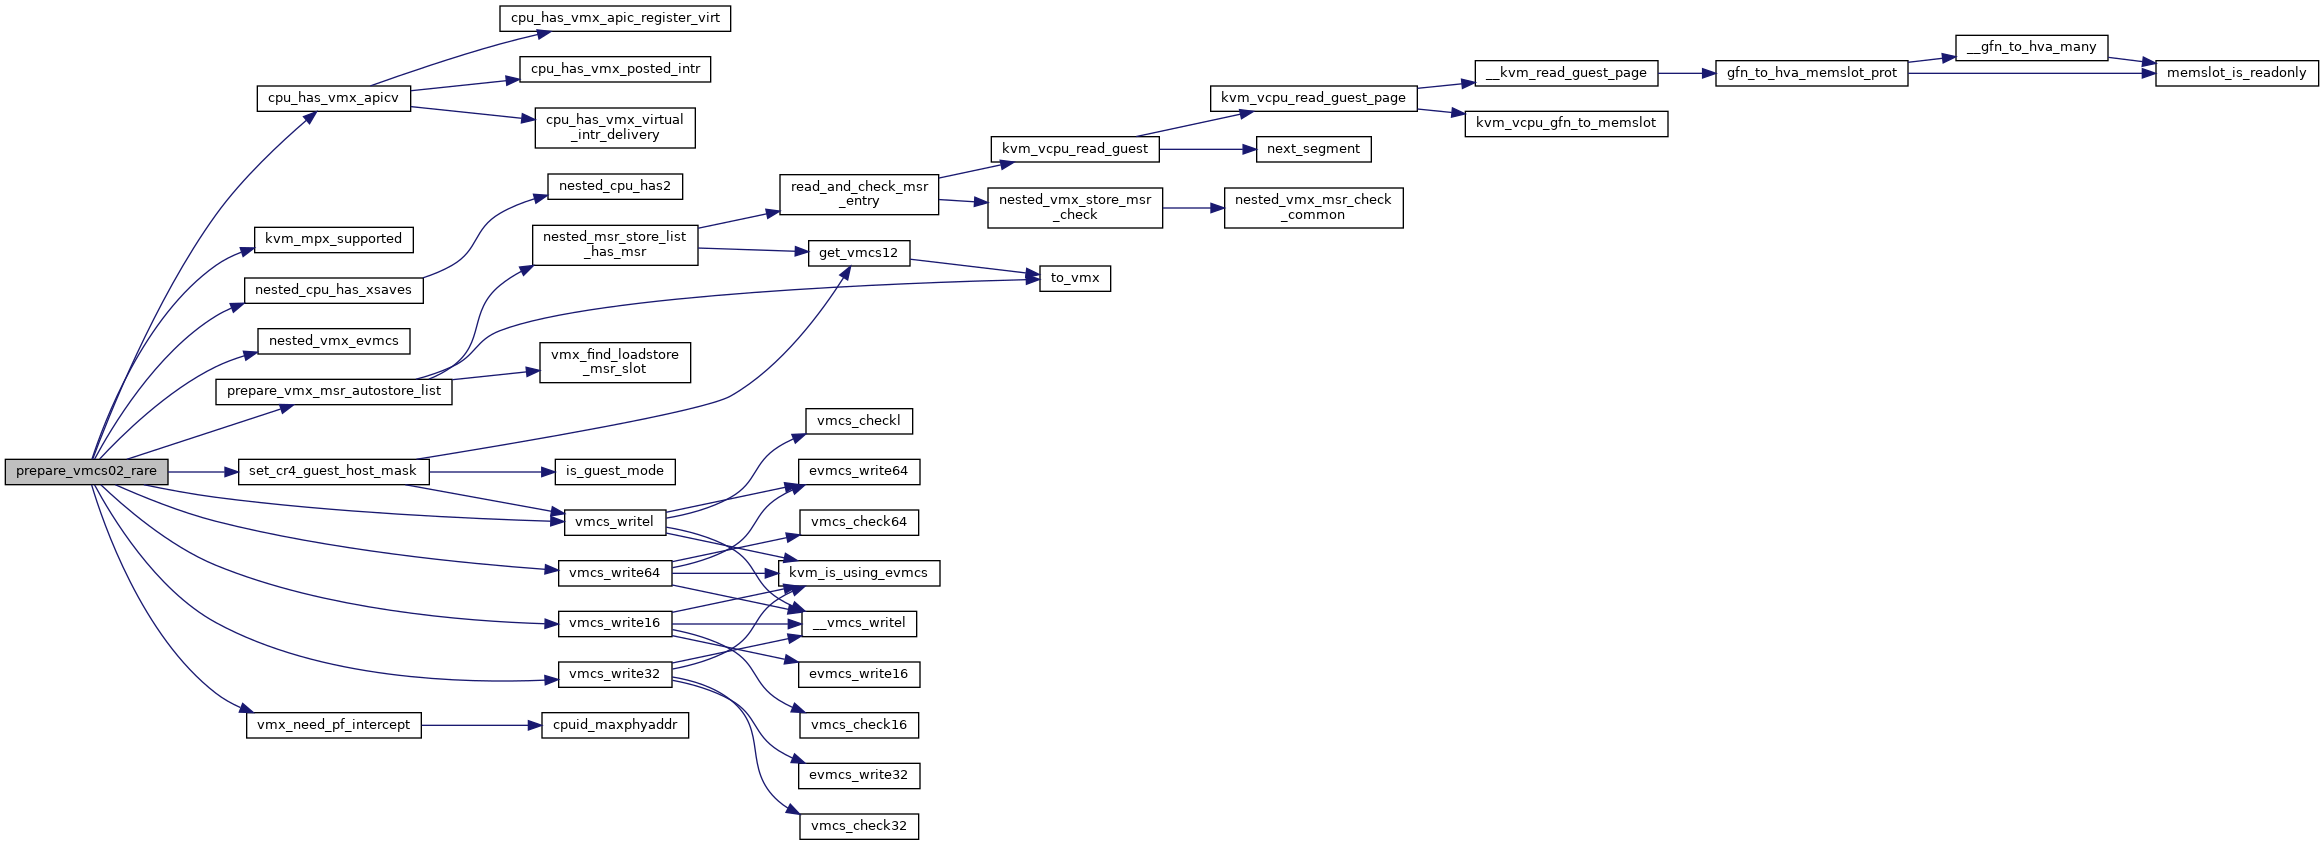 prepare_vmcs02_rare
cpu_has_vmx_apicv
cpu_has_vmx_apic_register_virt
cpu_has_vmx_posted_intr
cpu_has_vmx_virtual
_intr_delivery
kvm_mpx_supported
nested_cpu_has_xsaves
nested_cpu_has2
nested_vmx_evmcs
prepare_vmx_msr_autostore_list
nested_msr_store_list
_has_msr
vmx_find_loadstore
_msr_slot
read_and_check_msr
_entry
get_vmcs12
to_vmx
kvm_vcpu_read_guest
nested_vmx_store_msr
_check
kvm_vcpu_read_guest_page
next_segment
nested_vmx_msr_check
_common
__kvm_read_guest_page
kvm_vcpu_gfn_to_memslot
gfn_to_hva_memslot_prot
__gfn_to_hva_many
memslot_is_readonly
set_cr4_guest_host_mask
is_guest_mode
vmcs_writel
vmcs_write64
vmcs_write16
vmcs_write32
vmcs_checkl
evmcs_write64
vmcs_check64
kvm_is_using_evmcs
__vmcs_writel
evmcs_write16
vmcs_check16
evmcs_write32
vmcs_check32
vmx_need_pf_intercept
cpuid_maxphyaddr